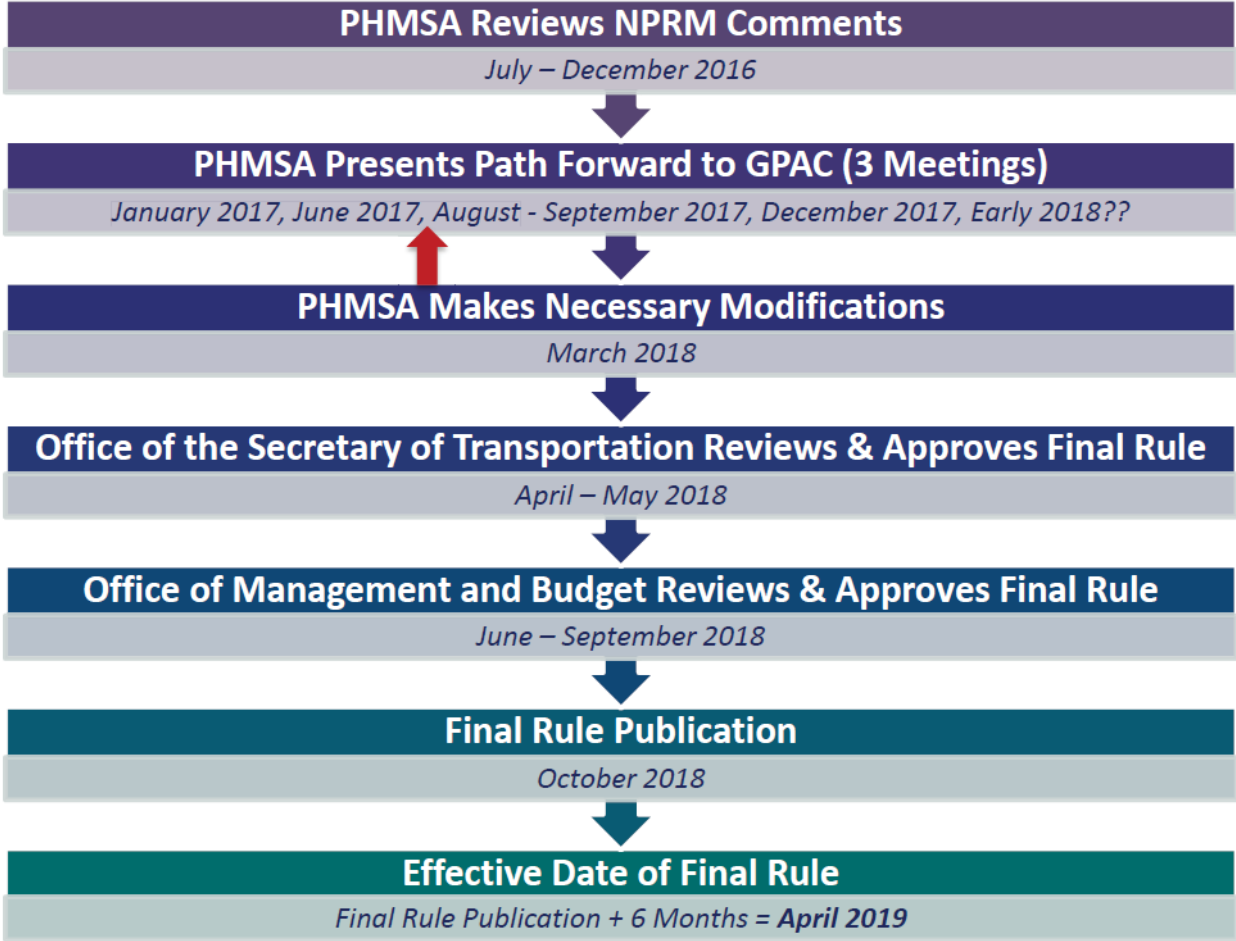 PHMSA Reviews NPRM Comments
July – December 2016
PHMSA Presents Path Forward to GPAC (3 Meetings)
January 2017, June 2017, August - September 2017, December 2017, Early 2018??
PHMSA Makes Necessary Modifications
March 2018
Office of the Secretary of Transportation Reviews & Approves Final Rule
April – May 2018
Office of Management and Budget Reviews & Approves Final Rule
June – September 2018
Final Rule Publication
October 2018
Effective Date of Final Rule
Final Rule Publication + 6 Months = April 2019